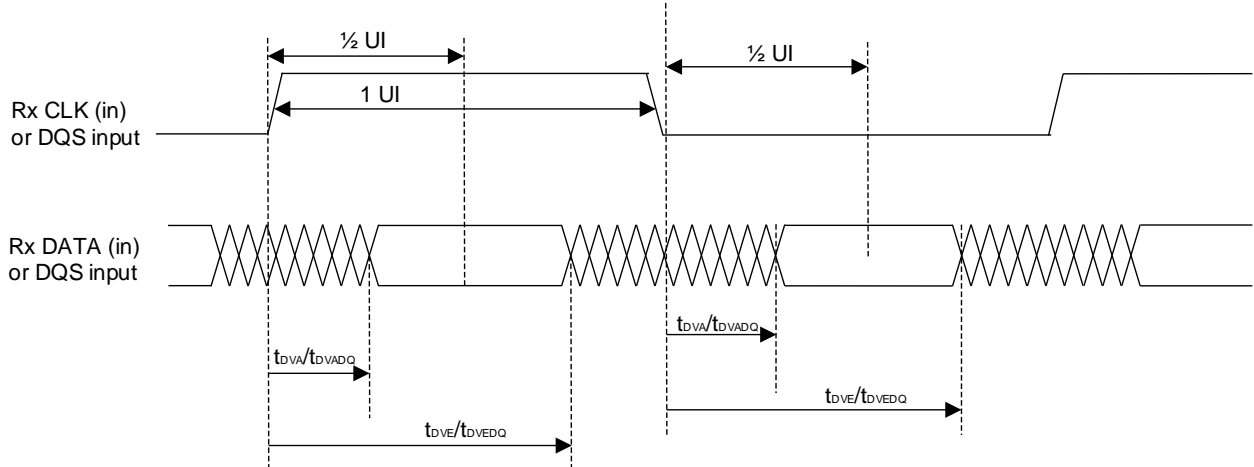 ½ UI
½ UI
1 UI
Rx CLK (in)
or DQS input
Rx DATA (in)
or DQS input
tDVA/tDVADQ
tDVA/tDVADQ
tDVE/tDVEDQ
tDVE/tDVEDQ